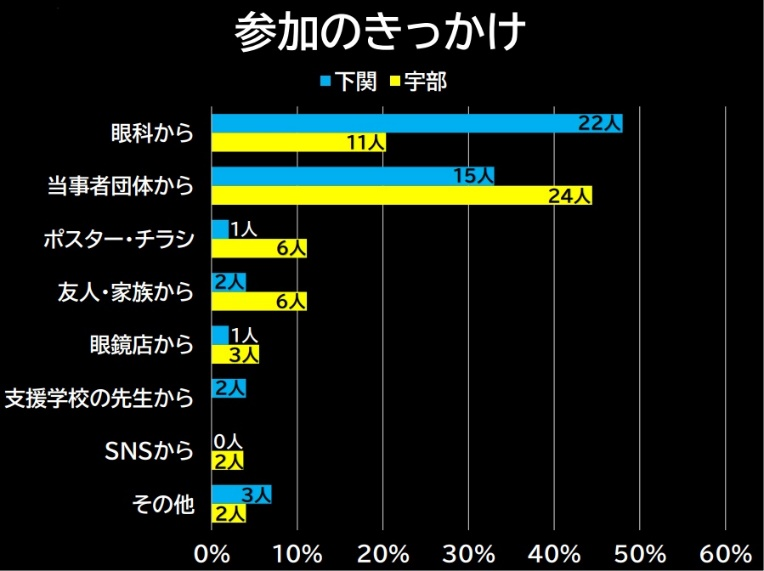 参加のきっかけ
下関 宇部
眼科から 22人
11人
当事者団体から 15人
24人
ポスター・チラシ 1人
6人
友人・家族から 2人
6人
眼鏡店から 1人
3人
支援学校の先生から 2人
SNSから 0人
2人
その他 3人
2人
0% 10% 20% 30% 40% 50% 60%